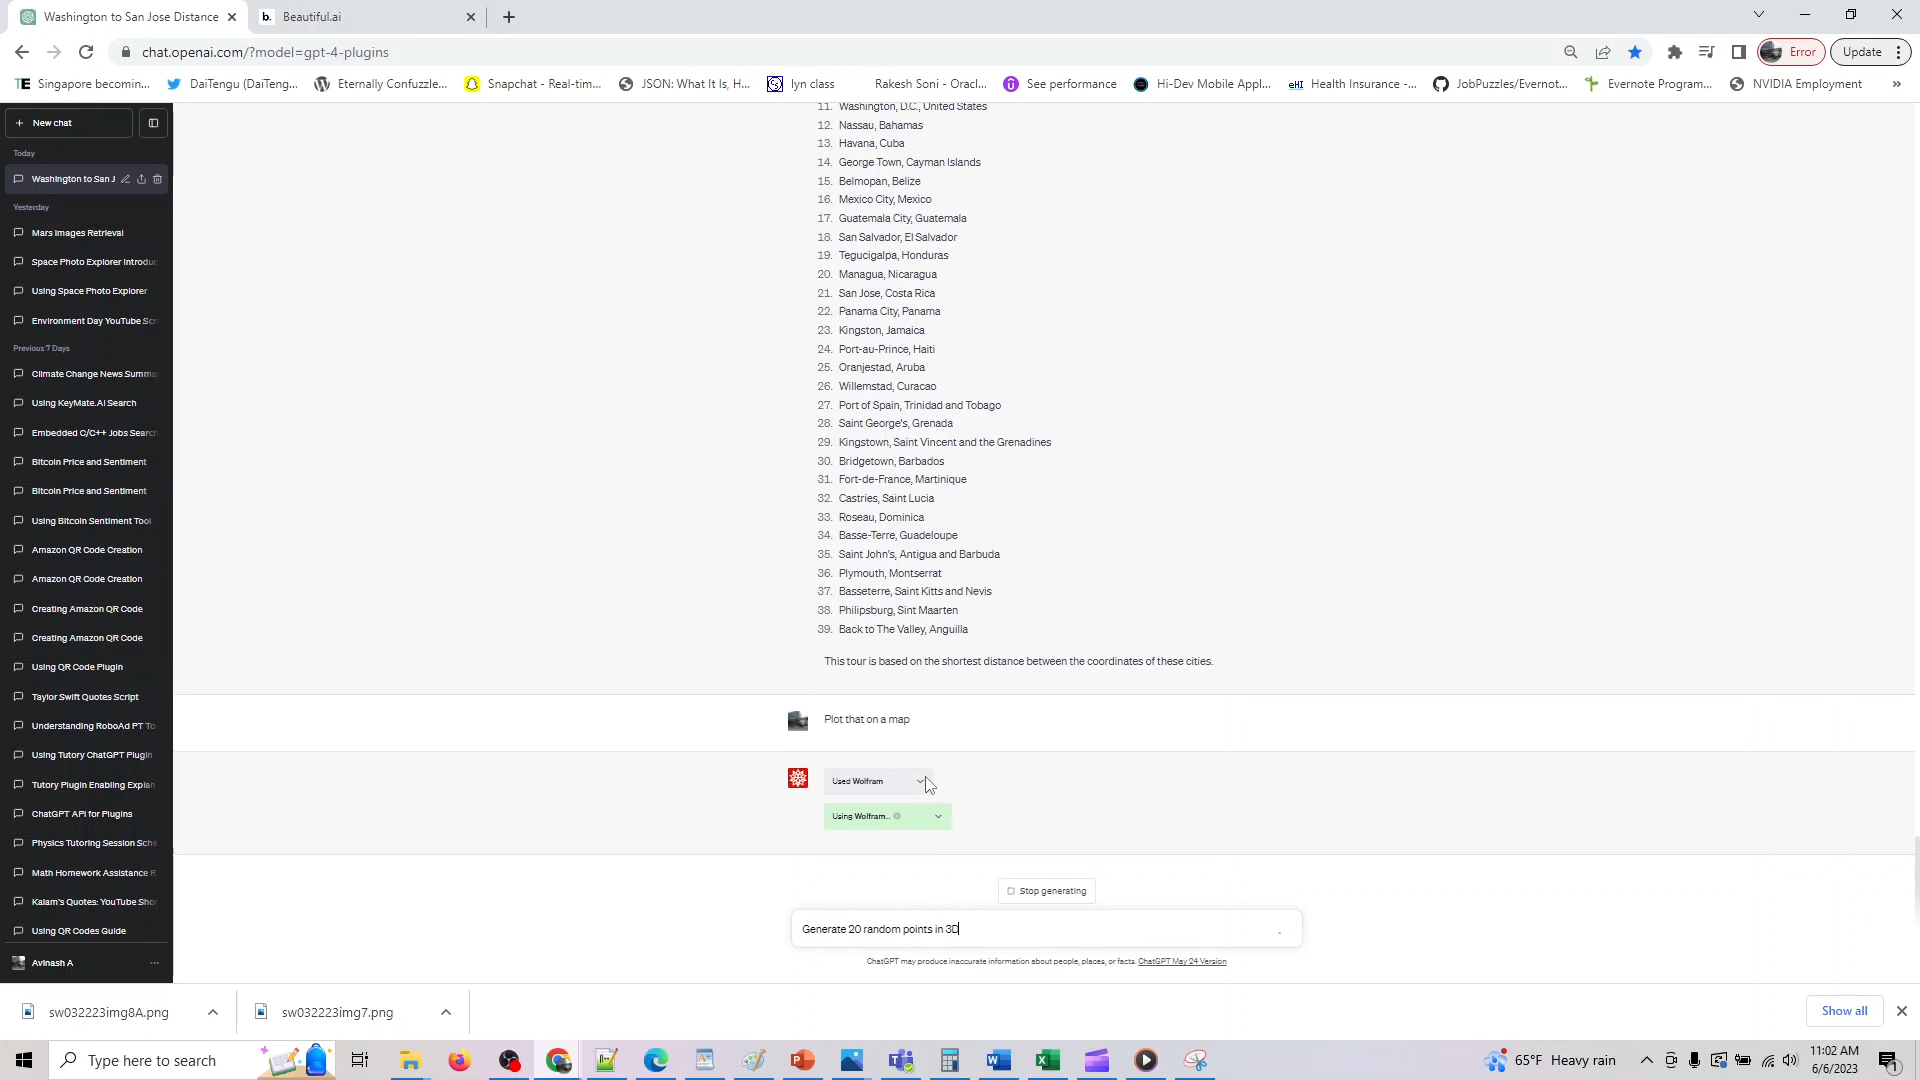 Washington to San Jose Distance
b. Beautiful.ai
chat.openai.com/?model=gpt-4-plugins
Error
Update
TE Singapore becomin...
DaiTengu (DaiTeng...
Eternally Confuzzle...
Snapchat - Real-tim...
JSON: What It Is, H...
lyn class
Rakesh Soni - Oracl...
See performance
Hi-Dev Mobile Appl...
eHI Health Insurance -...
JobPuzzles/Evernot...
Evernote Program...
NVIDIA Employment
»
+ New chat
Today
Washington to San J
Yesterday
Mars Images Retrieval
Space Photo Explorer Introduc
Using Space Photo Explorer
Environment Day YouTube Scr
Previous 7 Days
Climate Change News Summa
Using KeyMate.AI Search
Embedded C/C++ Jobs Search
Bitcoin Price and Sentiment
Bitcoin Price and Sentiment
Using Bitcoin Sentiment Tool
Amazon QR Code Creation
Amazon QR Code Creation
Creating Amazon QR Code
Creating Amazon QR Code
Using QR Code Plugin
Taylor Swift Quotes Script
Understanding RoboAd PT To
Using Tutory ChatGPT Plugin
Tutory Plugin Enabling Explan
ChatGPT API for Plugins
Physics Tutoring Session Sche
Math Homework Assistance R
Kalam's Quotes: YouTube Shor
Using QR Codes Guide
Avinash A
11. Washington, D.C., United States
12. Nassau, Bahamas
13. Havana, Cuba
14. George Town, Cayman Islands
15. Belmopan, Belize
16. Mexico City, Mexico
17. Guatemala City, Guatemala
18. San Salvador, El Salvador
19. Tegucigalpa, Honduras
20. Managua, Nicaragua
21. San Jose, Costa Rica
22. Panama City, Panama
23. Kingston, Jamaica
24. Port-au-Prince, Haiti
25. Oranjestad, Aruba
26. Willemstad, Curacao
27. Port of Spain, Trinidad and Tobago
28. Saint George's, Grenada
29. Kingstown, Saint Vincent and the Grenadines
30. Bridgetown, Barbados
31. Fort-de-France, Martinique
32. Castries, Saint Lucia
33. Roseau, Dominica
34. Basse-Terre, Guadeloupe
35. Saint John's, Antigua and Barbuda
36. Plymouth, Montserrat
37. Basseterre, Saint Kitts and Nevis
38. Philipsburg, Sint Maarten
39. Back to The Valley, Anguilla
This tour is based on the shortest distance between the coordinates of these cities.
Plot that on a map
Used Wolfram
Using Wolfram...
Stop generating
Generate 20 random points in 3D
ChatGPT may produce inaccurate information about people, places, or facts. ChatGPT May 24 Version
sw032223img8A.png
sw032223img7.png
Show all
Type here to search
65°F Heavy rain
11:02 AM
6/6/2023
1